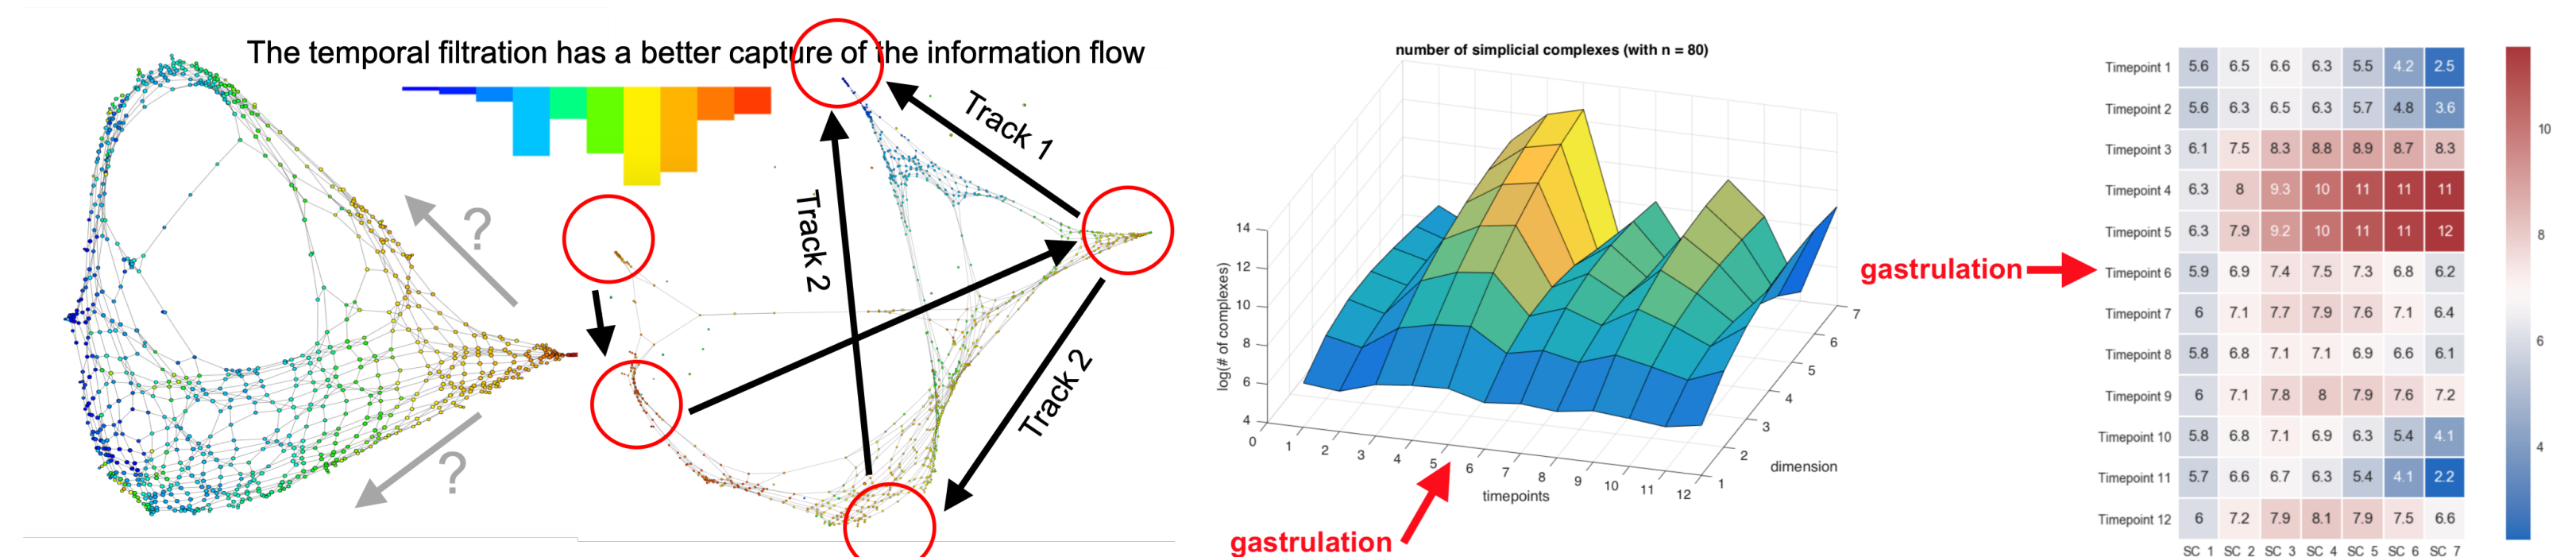 The temporal filtration has a better capture of the information flow
?
?
Track 1
Track 2
Track 2
number of simplicial complexes (with n = 80)
log(# of complexes)
14
12
10
8
6
4
0 1 2 3 4 5 6 7 8 9 10 11 12
timepoints
1 2 3 4 5 6 7
dimension
gastrulation
gastrulation
Timepoint 1 5.6 6.5 6.6 6.3 5.5 4.2 2.5
Timepoint 2 5.6 6.3 6.5 6.3 5.7 4.8 3.6
Timepoint 3 6.1 7.5 8.3 8.8 8.9 8.7 8.3
Timepoint 4 6.3 8 9.3 10 11 11 11
Timepoint 5 6.3 7.9 9.2 10 11 11 12
Timepoint 6 5.9 6.9 7.4 7.5 7.3 6.8 6.2
Timepoint 7 6 7.1 7.7 7.9 7.6 7.1 6.4
Timepoint 8 5.8 6.8 7.1 7.1 6.9 6.6 6.1
Timepoint 9 6 7.1 7.8 8 7.9 7.6 7.2
Timepoint 10 5.8 6.8 7.1 6.9 6.3 5.4 4.1
Timepoint 11 5.7 6.6 6.7 6.3 5.4 4.1 2.2
Timepoint 12 6 7.2 7.9 8.1 7.9 7.5 6.6
SC 1 SC 2 SC 3 SC 4 SC 5 SC 6 SC 7
10
8
6
4